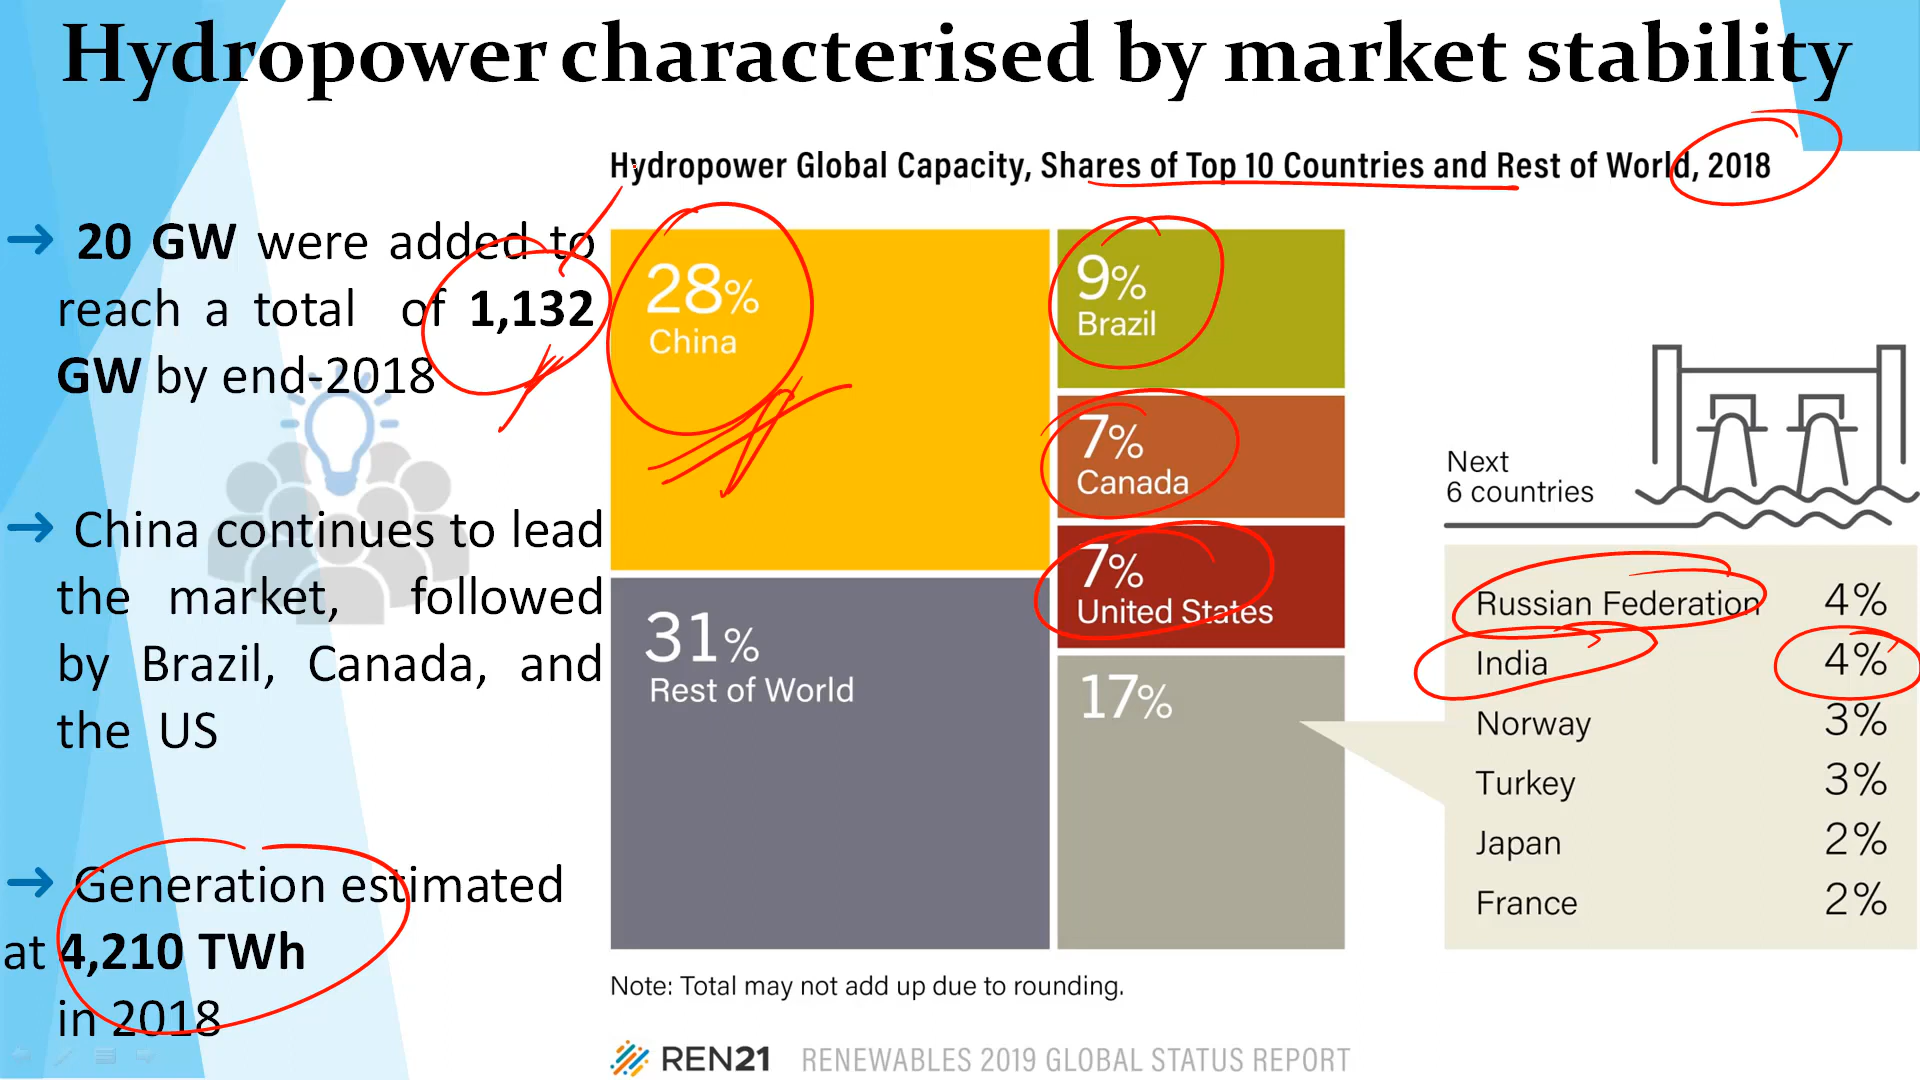 Hydropower characterised by market stability
Hydropower Global Capacity, Shares of Top 10 Countries and Rest of World, 2018
➔ 20 GW were added to
reach a total of 1,132
GW by end-2018
➔ China continues to lead
the market, followed
by Brazil, Canada, and
the US
➔ Generation estimated
at 4,210 TWh
in 2018
28%
China
31%
Rest of World
9%
Brazil
7%
Canada
7%
United States
17%
Next
6 countries
Russian Federation 4%
India 4%
Norway 3%
Turkey 3%
Japan 2%
France 2%
Note: Total may not add up due to rounding.
REN21 RENEWABLES 2019 GLOBAL STATUS REPORT